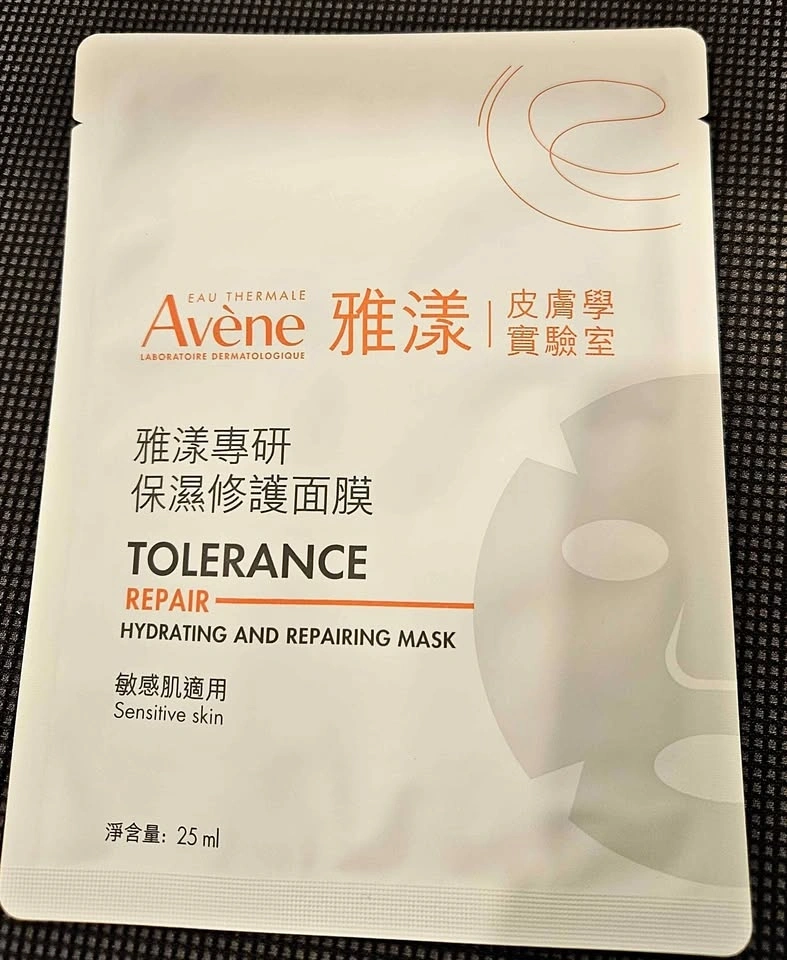 EAU THERMALE
Avène
LABORATOIRE DERMATOLOGIQUE
雅漾
皮膚學
實驗室
雅漾專研
保濕修護面膜
TOLERANCE
REPAIR
HYDRATING AND REPAIRING MASK
敏感肌適用
Sensitive skin
淨含量: 25 ml